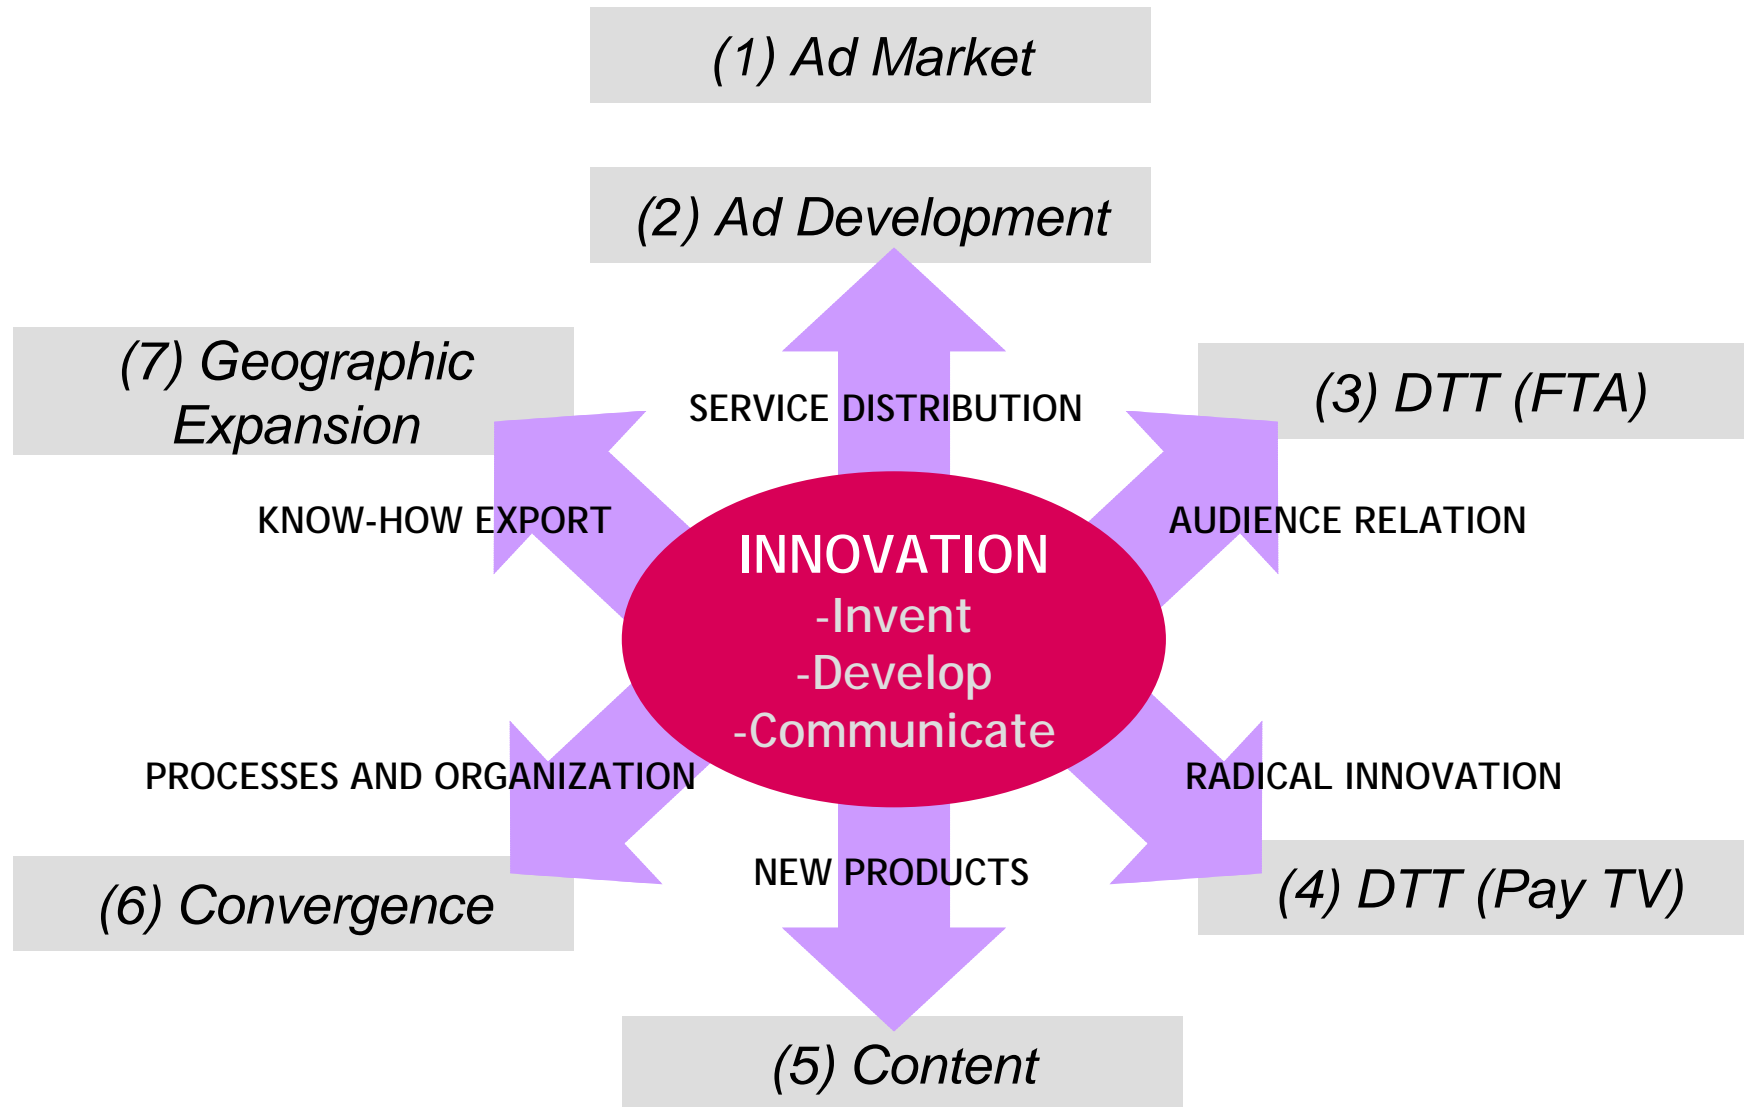 (1) Ad Market
(2) Ad Development
(7) Geographic
Expansion
(3) DTT (FTA)
SERVICE DISTRIBUTION
KNOW-HOW EXPORT
AUDIENCE RELATION
INNOVATION
-Invent
-Develop
-Communicate
PROCESSES AND ORGANIZATION
RADICAL INNOVATION
NEW PRODUCTS
(6) Convergence
(4) DTT (Pay TV)
(5) Content